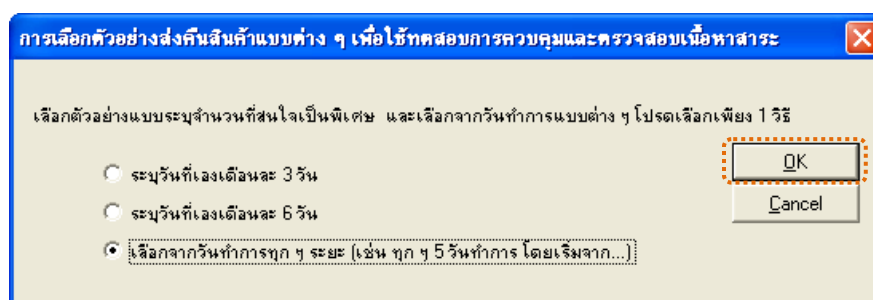 การเลือกตัวอย่างส่งคืนสินค้าแบบต่าง ๆ เพื่อใช้ทดสอบการควบคุมและตรวจสอบเนื้อหาสาระ
เลือกตัวอย่างแบบระบุจำนวนที่สนใจเป็นพิเศษ และเลือกจากวันทำการแบบต่าง ๆ โปรดเลือกเพียง 1 วิธี
OK
ระบุวันที่เองเดือนละ 3 วัน
Cancel
ระบุวันที่เองเดือนละ 6 วัน
เลือกจากวันทำการทุก ๆ ระยะ (เช่น ทุก ๆ 5 วันทำการ โดยเริ่มจาก...)